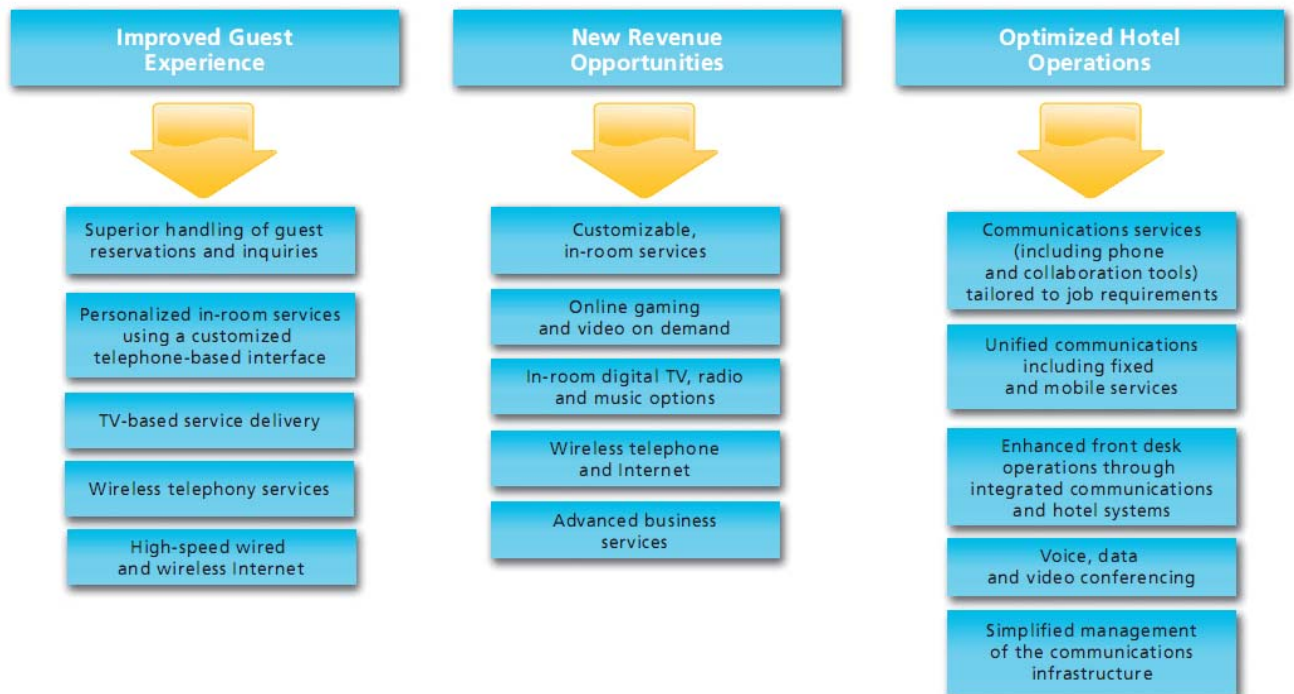 Improved Guest
Experience
Superior handling of guest
reservations and inquiries
Personalized in-room services
using a customized
telephone-based interface
TV-based service delivery
Wireless telephony services
High-speed wired
and wireless Internet
New Revenue
Opportunities
Customizable,
in-room services
Online gaming
and video on demand
In-room digital TV, radio
and music options
Wireless telephone
and Internet
Advanced business
services
Optimized Hotel
Operations
Communications services
(including phone
and collaboration tools)
tailored to job requirements
Unified communications
including fixed
and mobile services
Enhanced front desk
operations through
integrated communications
and hotel systems
Voice, data
and video conferencing
Simplified management
of the communications
infrastructure